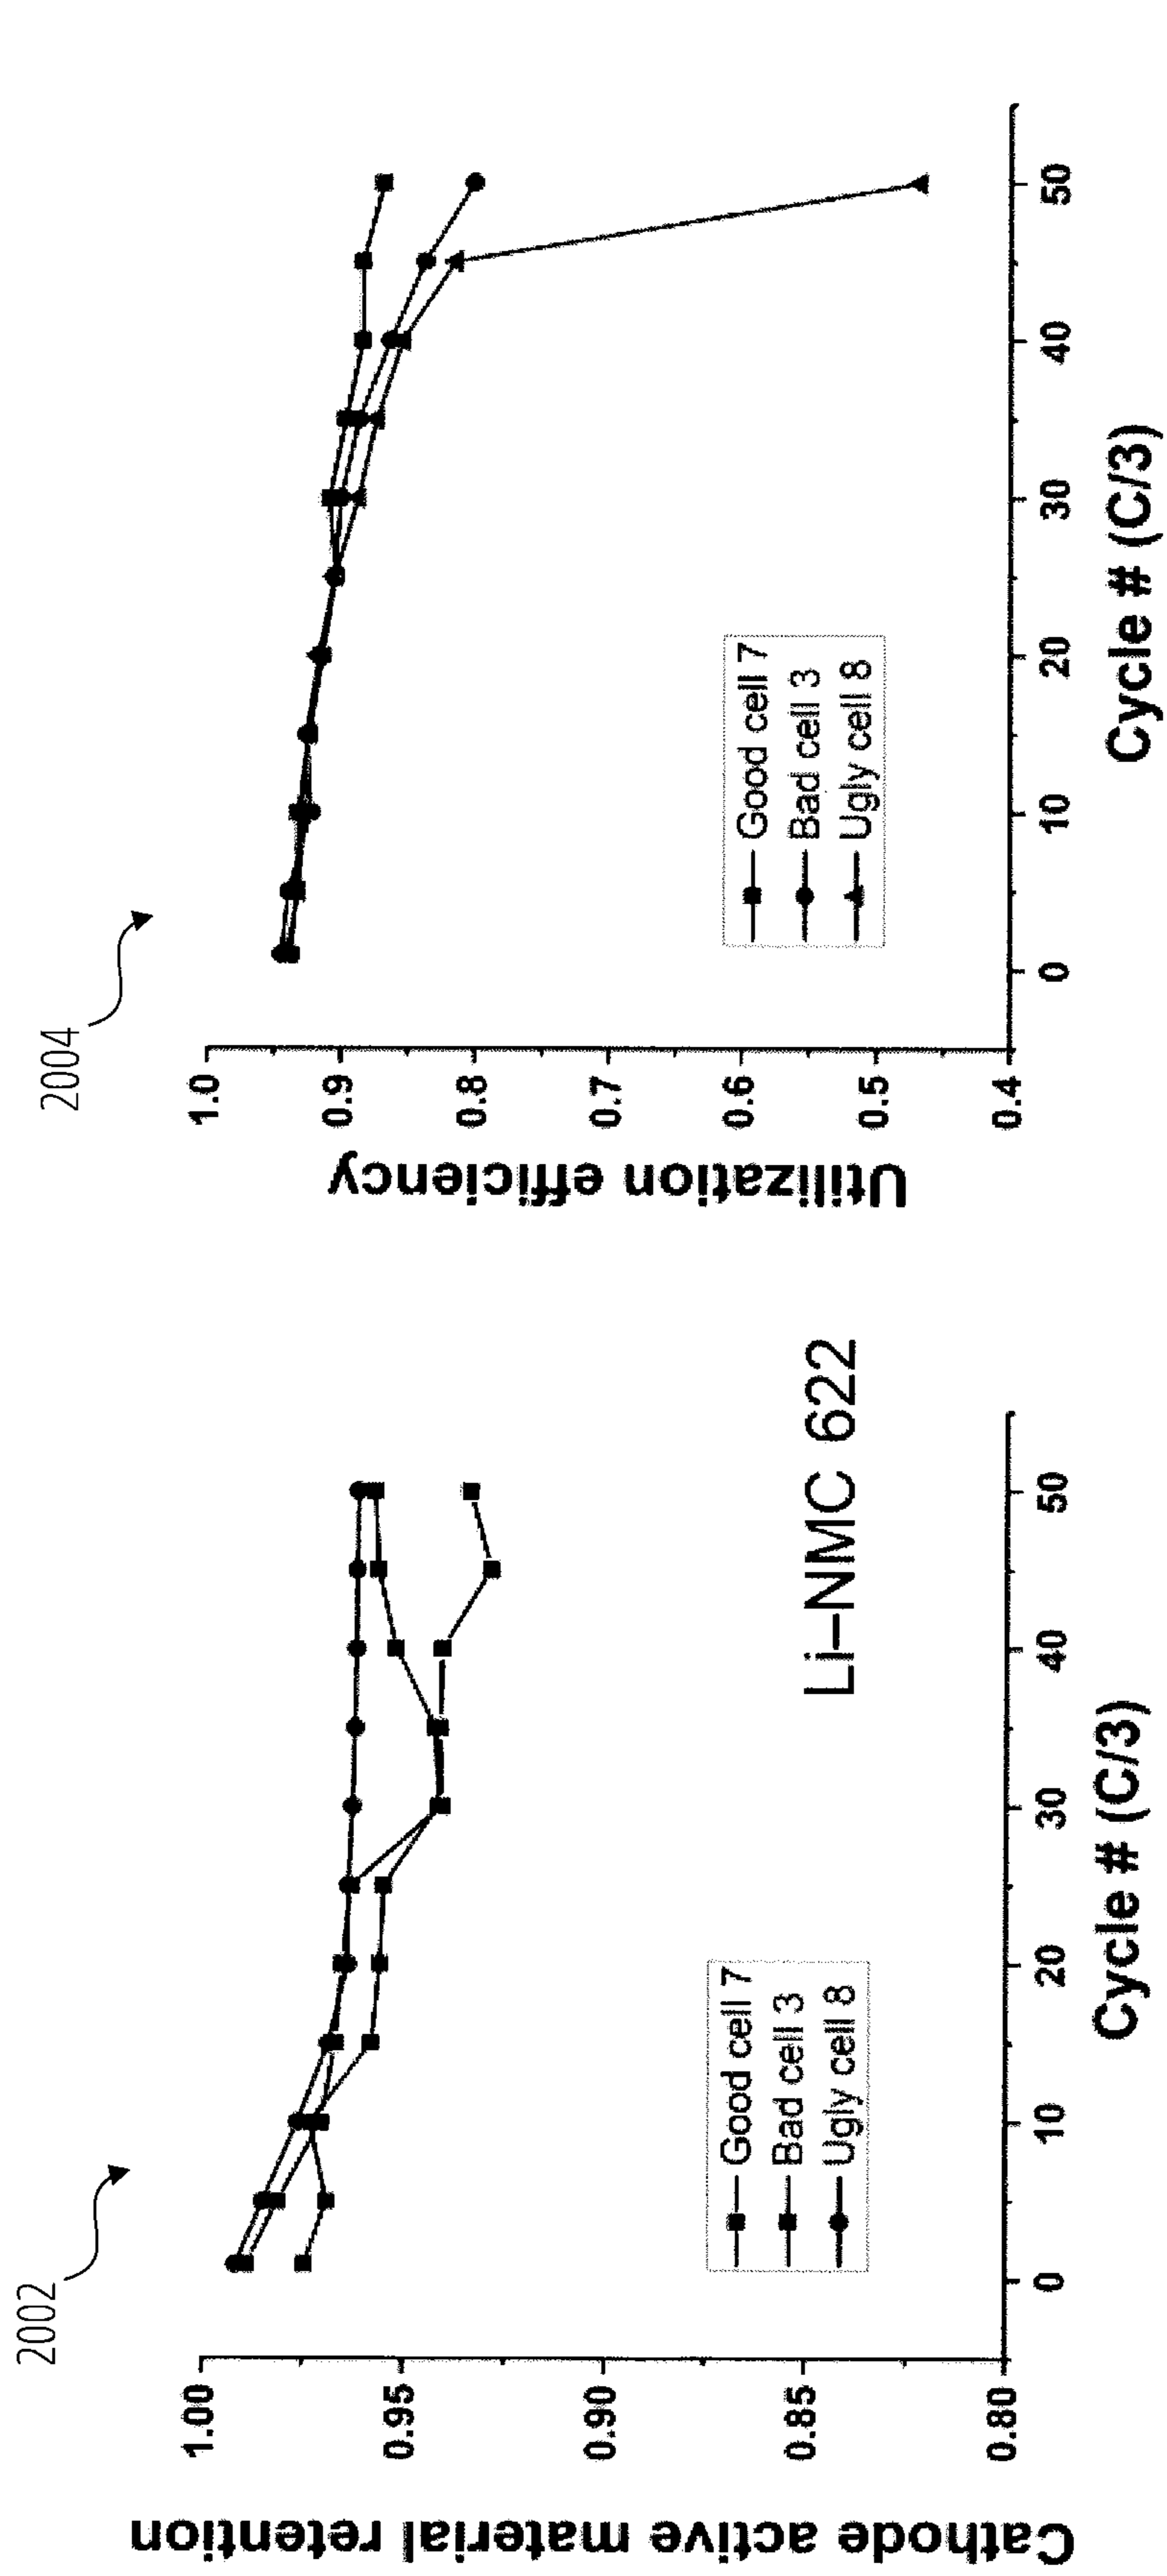 2002
Cathode active material retention
1.00
0.95
0.90
0.85
0.80
Good cell 7
Bad cell 3
Ugly cell 8
Li–NMC 622
0 10 20 30 40 50
Cycle # (C/3)
2004
Utilization efficiency
1.0
0.9
0.8
0.7
0.6
0.5
0.4
Good cell 7
Bad cell 3
Ugly cell 8
0 10 20 30 40 50
Cycle # (C/3)